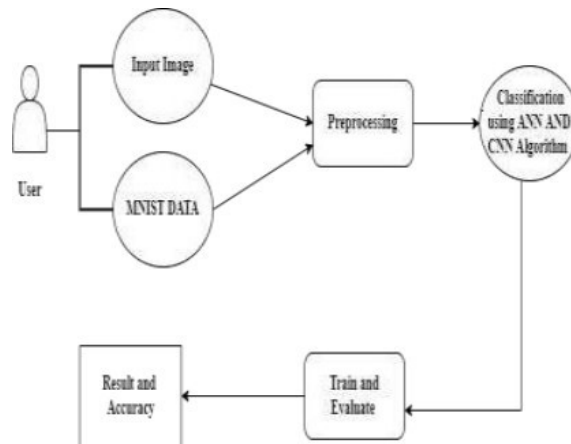 Input Image
User
MNIST DATA
Preprocessing
Classification
using ANN AND
CNN Algorithm
Train and
Evaluate
Result and
Accuracy